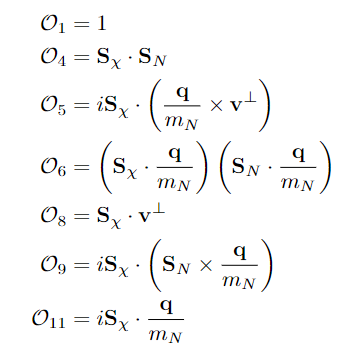 𝒪₁ = 1
𝒪₄ = 𝐒_χ · 𝐒_N
𝒪₅ = i𝐒_χ · (𝐪/m_N × 𝐯^⊥)
𝒪₆ = (𝐒_χ · 𝐪/m_N) (𝐒_N · 𝐪/m_N)
𝒪₈ = 𝐒_χ · 𝐯^⊥
𝒪₉ = i𝐒_χ · (𝐒_N × 𝐪/m_N)
𝒪₁₁ = i𝐒_χ · 𝐪/m_N